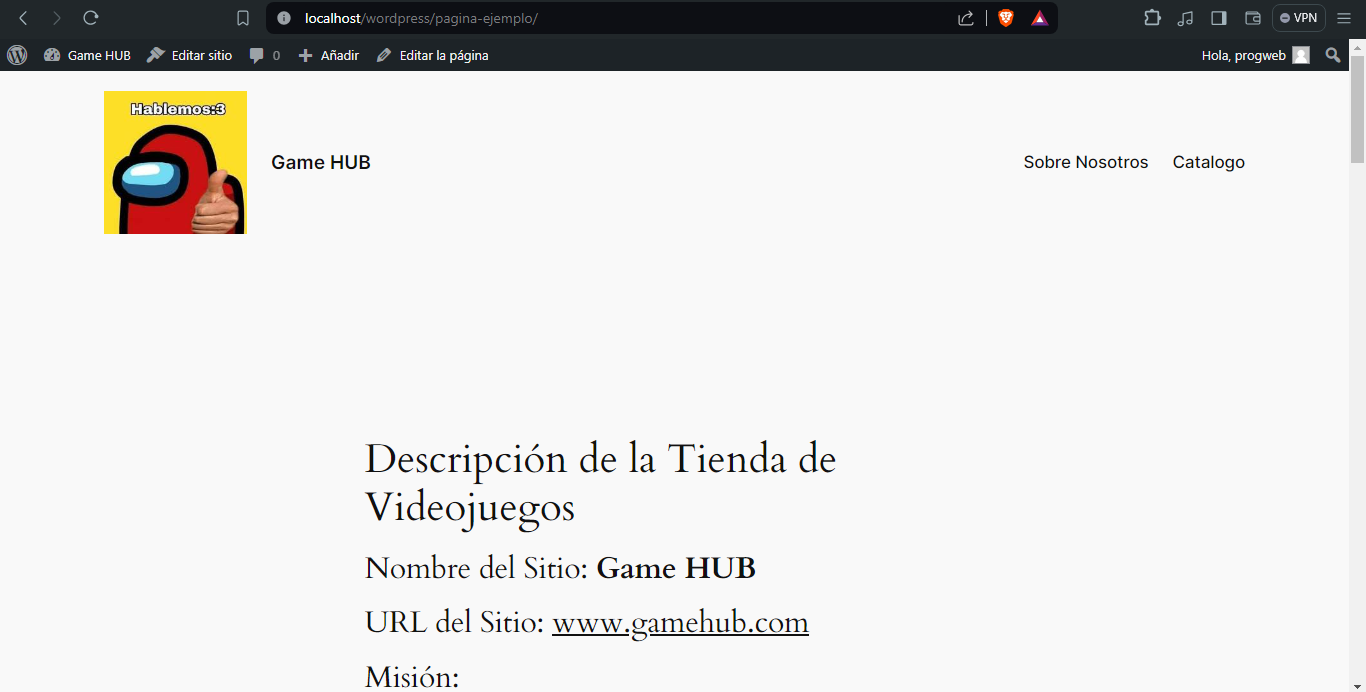 localhost/wordpress/pagina-ejemplo/
VPN
Game HUB
Editar sitio
0
Añadir
Editar la página
Hola, progweb
Hablemos:3
Game HUB
Sobre Nosotros
Catalogo
Descripción de la Tienda de
Videojuegos
Nombre del Sitio: Game HUB
URL del Sitio: www.gamehub.com
Misión: